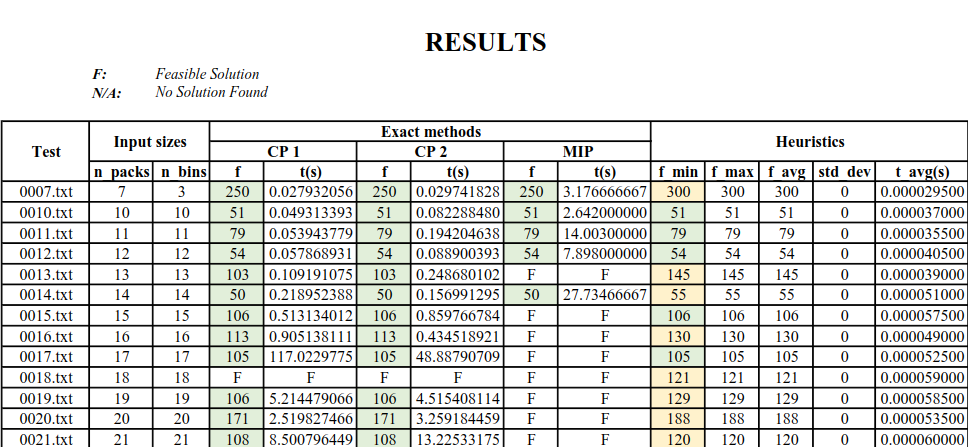 RESULTS
F: Feasible Solution
N/A: No Solution Found
Test Input sizes Exact methods Heuristics
CP 1 CP 2 MIP
n_packs n_bins f t(s) f t(s) f t(s) f_min f_max f_avg std_dev t_avg(s)
0007.txt 7 3 250 0.027932056 250 0.029741828 250 3.176666667 300 300 300 0 0.000029500
0010.txt 10 10 51 0.049313393 51 0.082288480 51 2.642000000 51 51 51 0 0.000037000
0011.txt 11 11 79 0.053943779 79 0.194204638 79 14.00300000 79 79 79 0 0.000035500
0012.txt 12 12 54 0.057868931 54 0.088900393 54 7.898000000 54 54 54 0 0.000040500
0013.txt 13 13 103 0.109191075 103 0.248680102 F F 145 145 145 0 0.000039000
0014.txt 14 14 50 0.218952388 50 0.156991295 50 27.73466667 55 55 55 0 0.000051000
0015.txt 15 15 106 0.513134012 106 0.859766784 F F 106 106 106 0 0.000057500
0016.txt 16 16 113 0.905138111 113 0.434518921 F F 130 130 130 0 0.000049000
0017.txt 17 17 105 117.0229775 105 48.88790709 F F 105 105 105 0 0.000052500
0018.txt 18 18 F F F F F F 121 121 121 0 0.000059000
0019.txt 19 19 106 5.214479066 106 4.515408114 F F 129 129 129 0 0.000058500
0020.txt 20 20 171 2.519827466 171 3.259184459 F F 188 188 188 0 0.000053500
0021.txt 21 21 108 8.500796449 108 13.22533175 F F 120 120 120 0 0.000060000